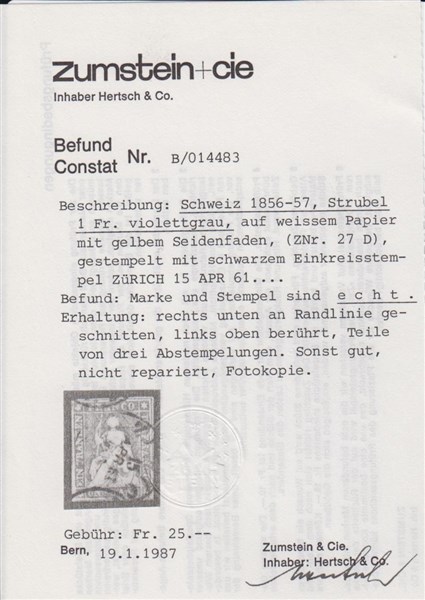 zumstein+cie
Inhaber Hertsch & Co.
Befund
Constat Nr. B/014483
Beschreibung: Schweiz 1856-57, Strubel
1 Fr. violettgrau, auf weissem Papier
mit gelbem Seidenfaden, (ZNr. 27 D),
gestempelt mit schwarzem Einkreisstem-
pel ZüRICH 15 APR 61....
Befund: Marke und Stempel sind e c h t .
Erhaltung: rechts unten an Randlinie ge-
schnitten, links oben berührt, Teile
von drei Abstempelungen. Sonst gut,
nicht repariert, Fotokopie.
Gebühr: Fr. 25.--
Bern, 19.1.1987
Zumstein & Cie.
Inhaber: Hertsch & Co.